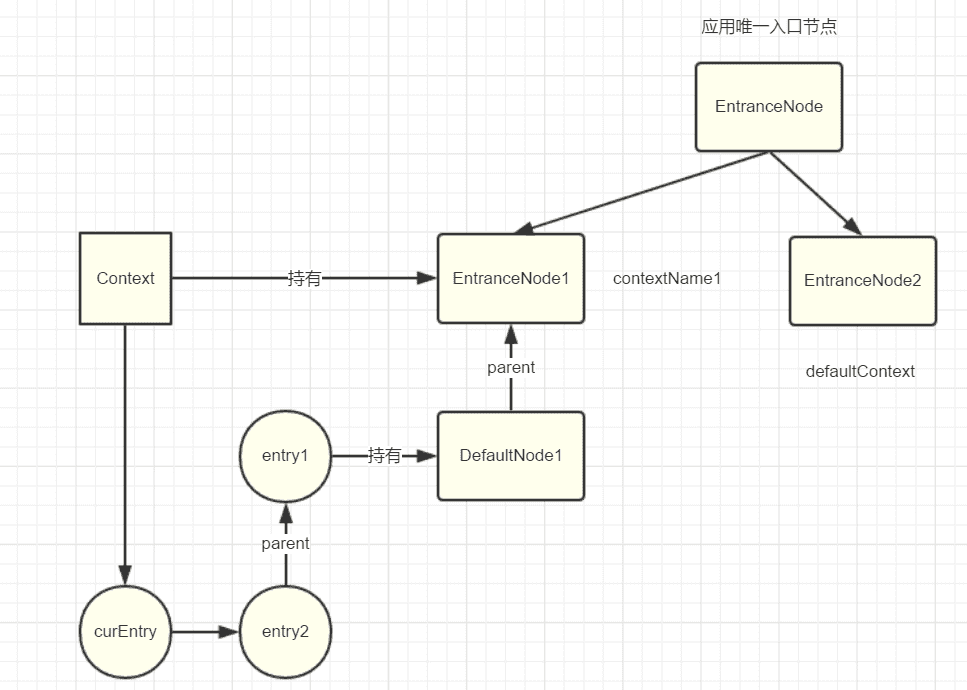 应用唯一入口节点
EntranceNode
Context
持有
EntranceNode1
contextName1
EntranceNode2
parent
defaultContext
entry1
持有
DefaultNode1
parent
curEntry
entry2